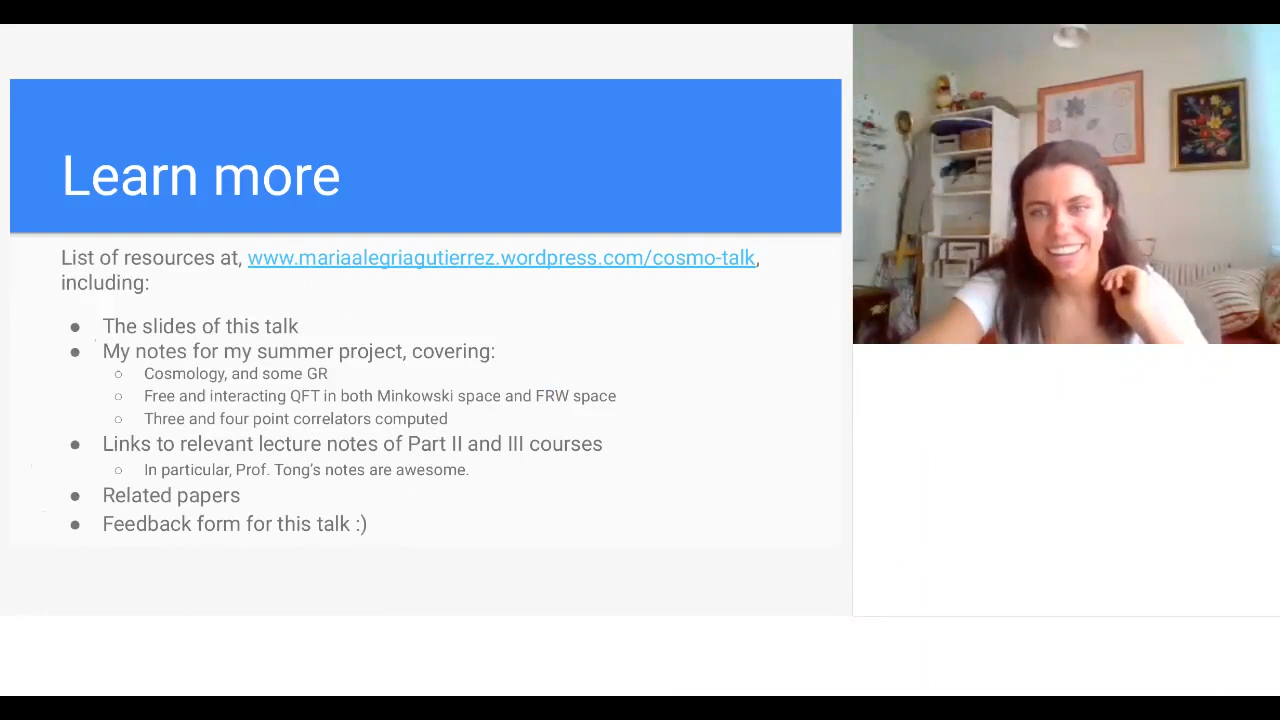 Learn more
List of resources at, www.mariaalegriagutierrez.wordpress.com/cosmo-talk,
including:
● The slides of this talk
● My notes for my summer project, covering:
○ Cosmology, and some GR
○ Free and interacting QFT in both Minkowski space and FRW space
○ Three and four point correlators computed
● Links to relevant lecture notes of Part II and III courses
○ In particular, Prof. Tong's notes are awesome.
● Related papers
● Feedback form for this talk :)